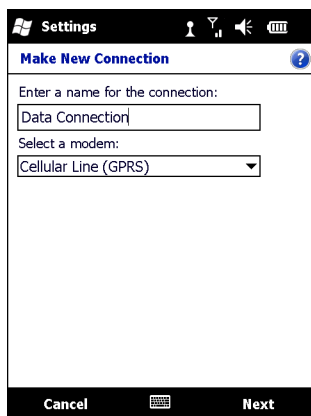 Settings
Make New Connection
Enter a name for the connection:
Data Connection
Select a modem:
Cellular Line (GPRS)
Cancel
Next